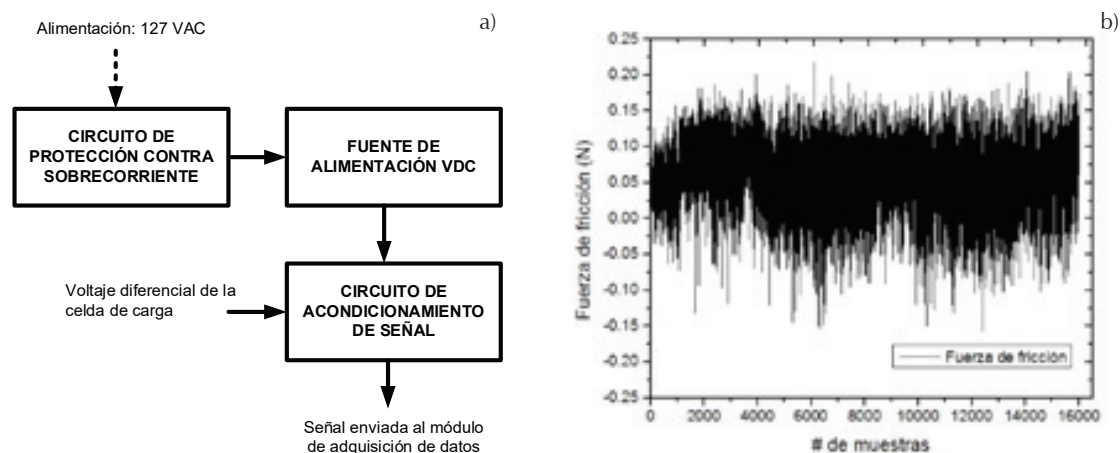 Alimentación: 127 VAC
a)
CIRCUITO DE
PROTECCIÓN CONTRA
SOBRECORRIENTE
FUENTE DE
ALIMENTACIÓN VDC
Voltaje diferencial de la
celda de carga
CIRCUITO DE
ACONDICIONAMIENTO
DE SEÑAL
Señal enviada al módulo
de adquisición de datos
b)
Fuerza de fricción (N)
0.25
0.20
0.15
0.10
0.05
0.00
-0.05
-0.10
-0.15
-0.20
-0.25
Fuerza de fricción
0 2000 4000 6000 8000 10000 12000 14000 16000
# de muestras